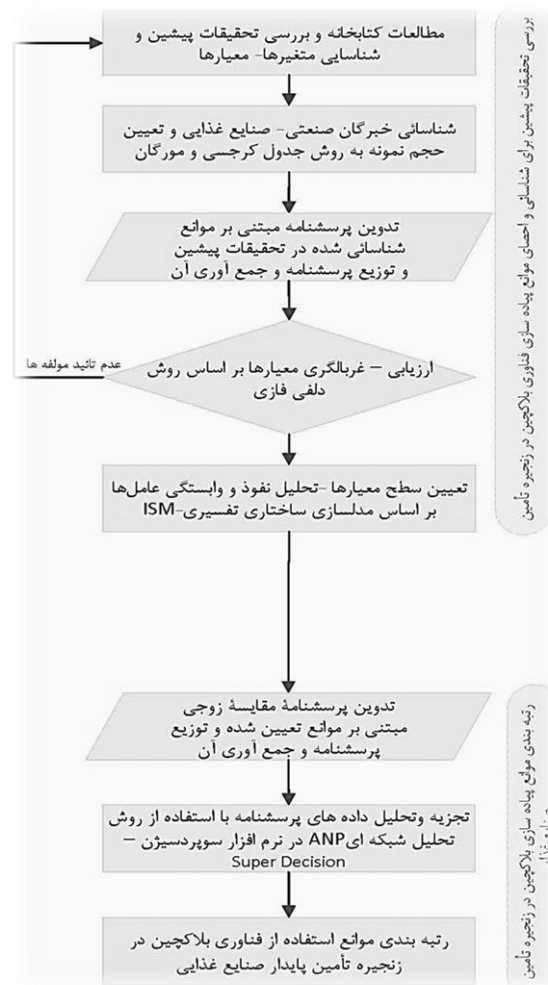 مطالعات کتابخانه و بررسی تحقیقات پیشین و
شناسایی متغیرها- معیارها
شناسائی خبرگان صنعتی- صنایع غذایی و تعیین
حجم نمونه به روش جدول کرجسی و مورگان
تدوین پرسشنامه مبتنی بر موانع
شناسائی شده در تحقیقات پیشین
و توزیع پرسشنامه و جمع آوری آن
ارزیابی – غربالگری معیارها بر اساس روش
دلفی فازی
عدم تائید مولفه ها
تعیین سطح معیارها -تحلیل نفوذ و وابستگی عامل‌ها
بر اساس مدلسازی ساختاری تفسیری-ISM
بررسی تحقیقات پیشین برای شناسائی و احصای موانع پیاده سازی فناوری بلاکچین در زنجیره تأمین
تدوین پرسشنامۀ مقایسۀ زوجی
مبتنی بر موانع تعیین شده و توزیع
پرسشنامه و جمع آوری آن
تجزیه وتحلیل داده های پرسشنامه با استفاده از روش
تحلیل شبکه ایANP در نرم افزار سوپردسیژن –
Super Decision
رتبه بندی موانع استفاده از فناوری بلاکچین در
زنجیره تأمین پایدار صنایع غذایی
رتبه بندی موانع پیاده سازی بلاکچین در زنجیره تأمین
صنایع غذا